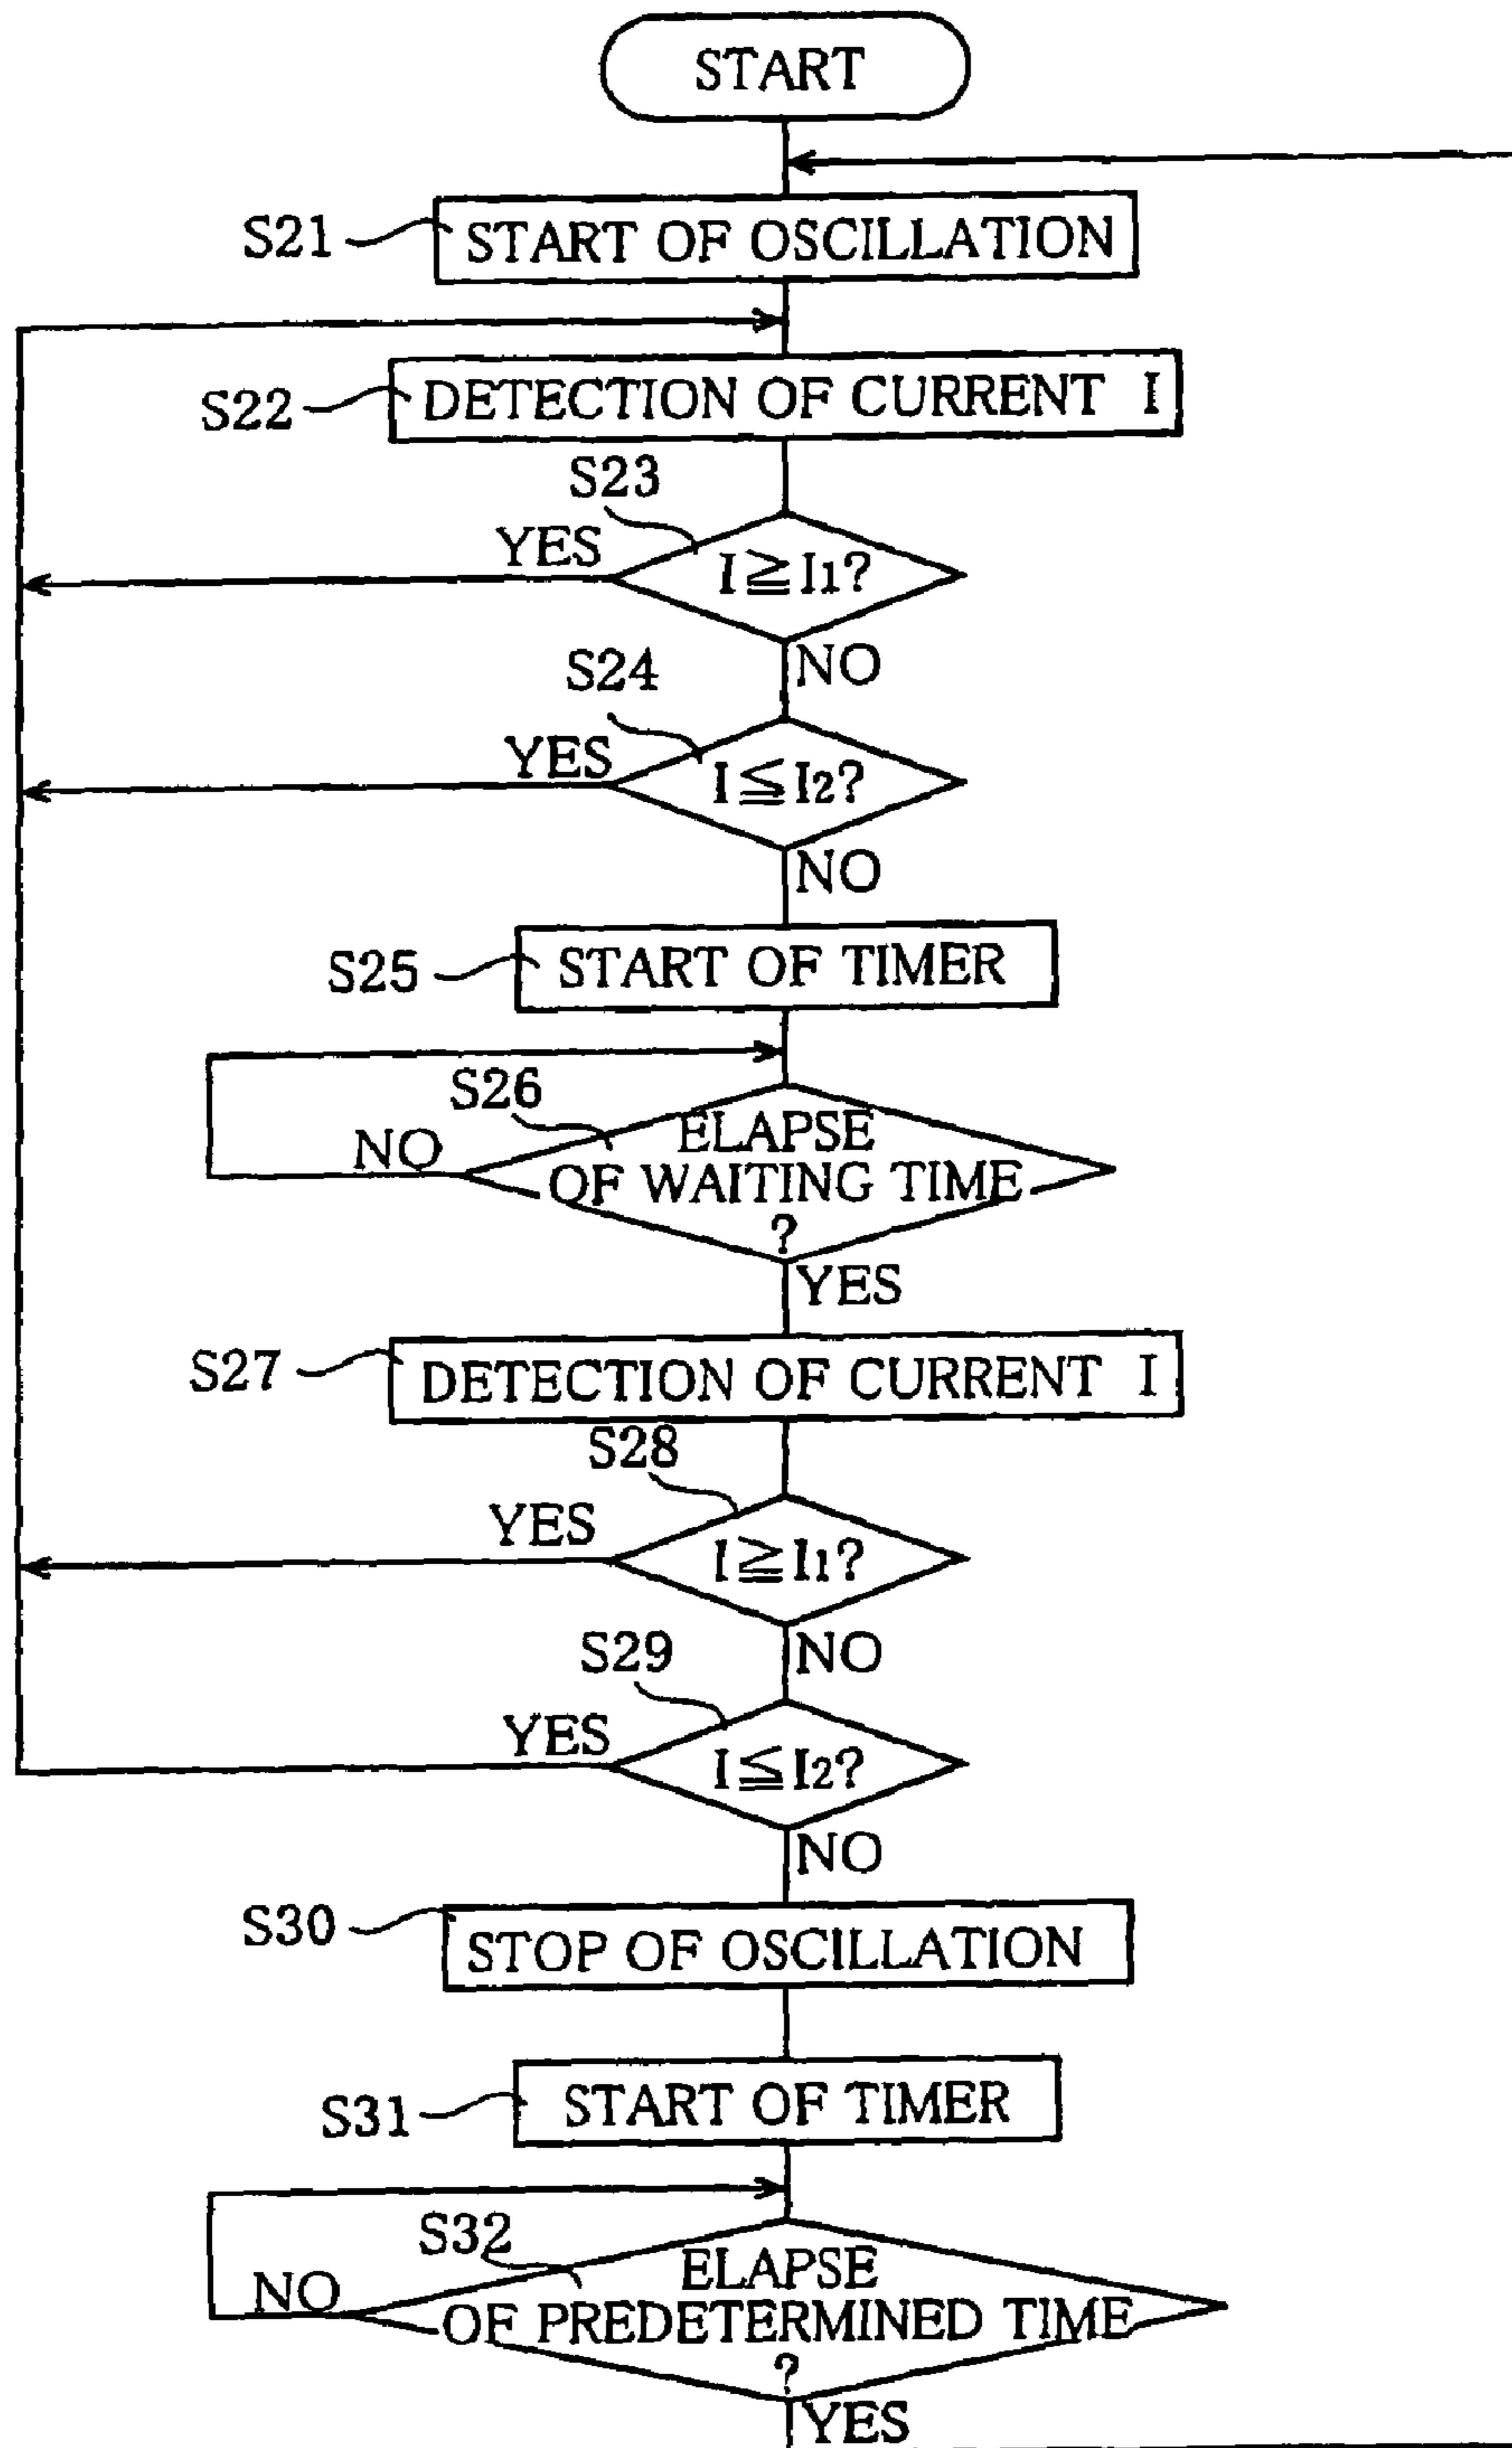 START
S21
START OF OSCILLATION
S22
DETECTION OF CURRENT I
S23
YES
I≧I1?
NO
S24
YES
I≦I2?
NO
S25
START OF TIMER
S26
NO
ELAPSE
OF WAITING TIME
?
YES
S27
DETECTION OF CURRENT I
S28
YES
I≧I1?
NO
S29
YES
I≦I2?
NO
S30
STOP OF OSCILLATION
S31
START OF TIMER
S32
NO
ELAPSE
OF PREDETERMINED TIME
?
YES